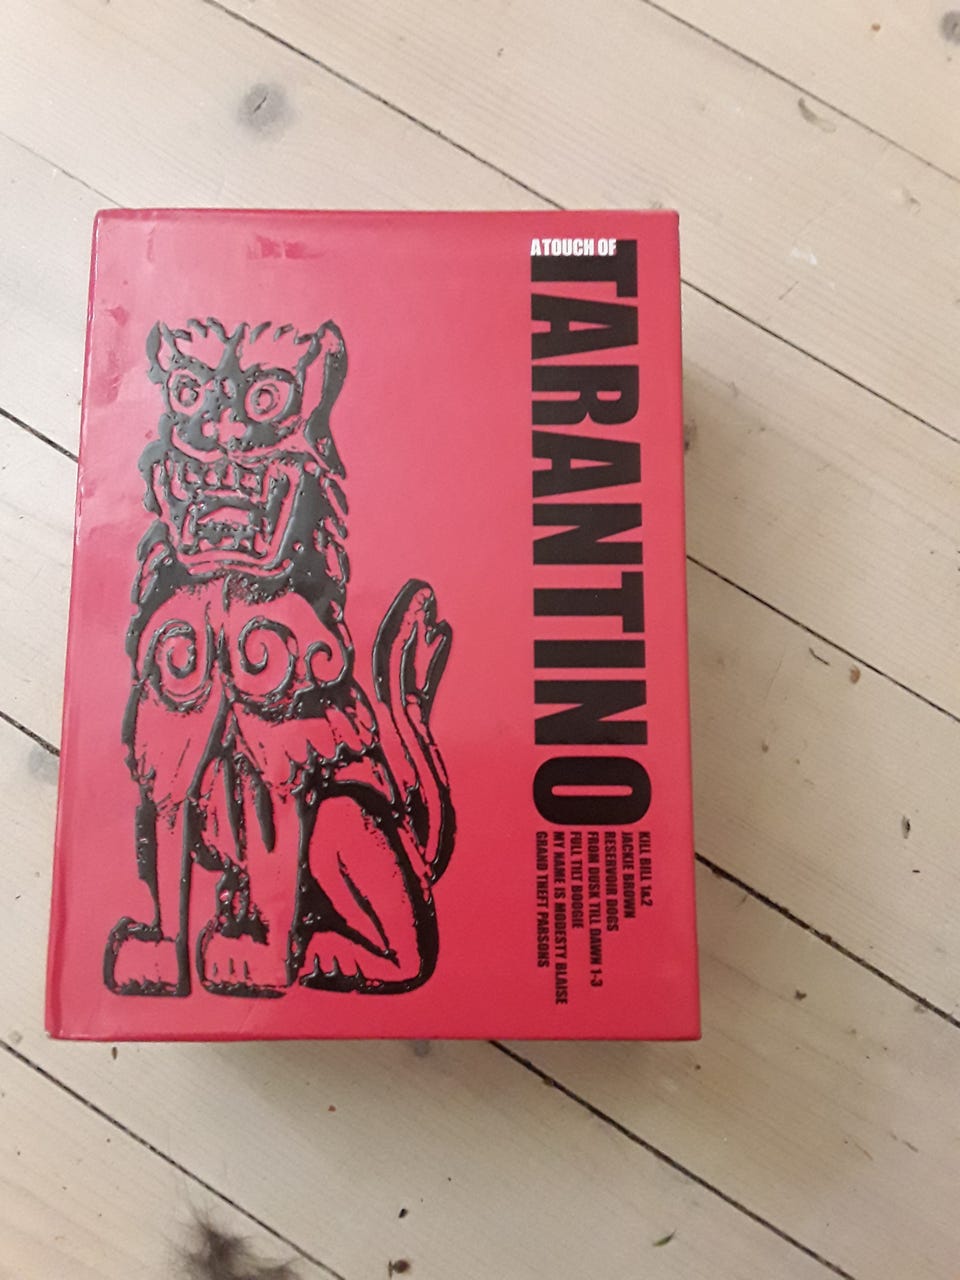 A TOUCH OF
TARANTINO
KILL BILL 1&2
JACKIE BROWN
RESERVOIR DOGS
FROM DUSK TILL DAWN 1-3
FULL TILT BOOGIE
MY NAME IS MODESTY BLAISE
GRAND THEFT PARSONS